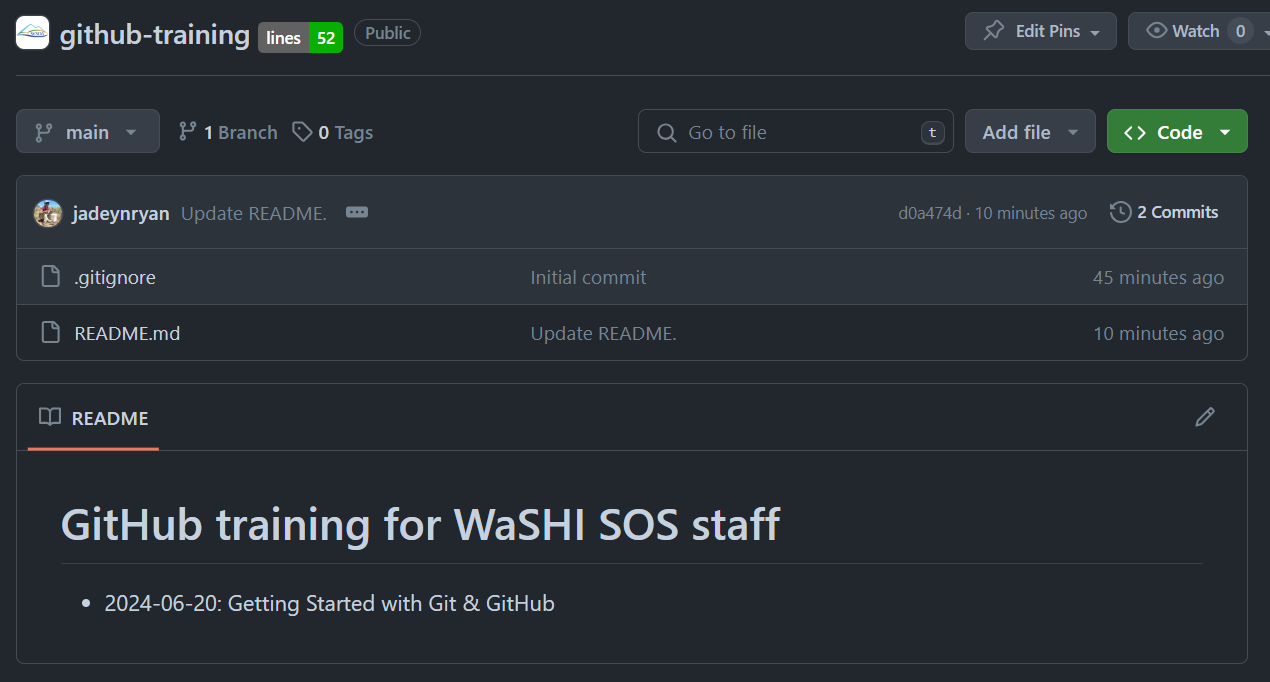 github-training lines 52 Public Edit Pins Watch 0
main 1 Branch 0 Tags Go to file t Add file Code
jadeynryan Update README. d0a474d · 10 minutes ago 2 Commits
.gitignore Initial commit 45 minutes ago
README.md Update README. 10 minutes ago
README
GitHub training for WaSHI SOS staff
• 2024-06-20: Getting Started with Git & GitHub